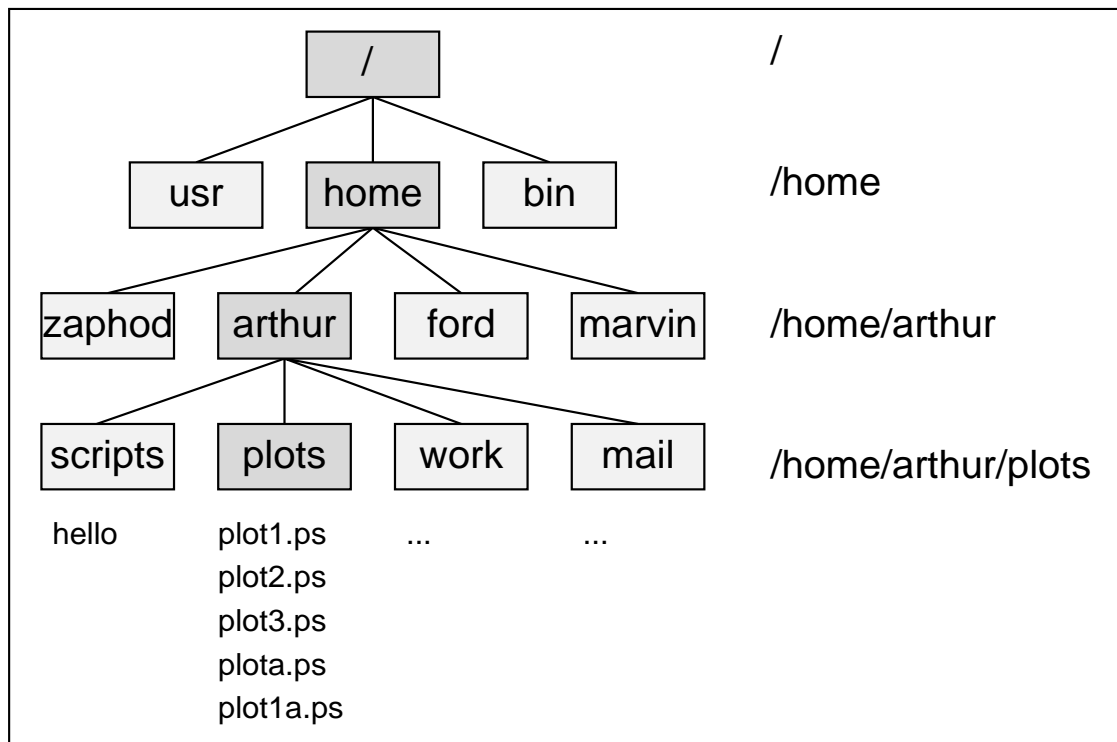 / /
usr home bin /home
zaphod arthur ford marvin /home/arthur
scripts plots work mail /home/arthur/plots
hello plot1.ps ... ...
plot2.ps
plot3.ps
plota.ps
plot1a.ps